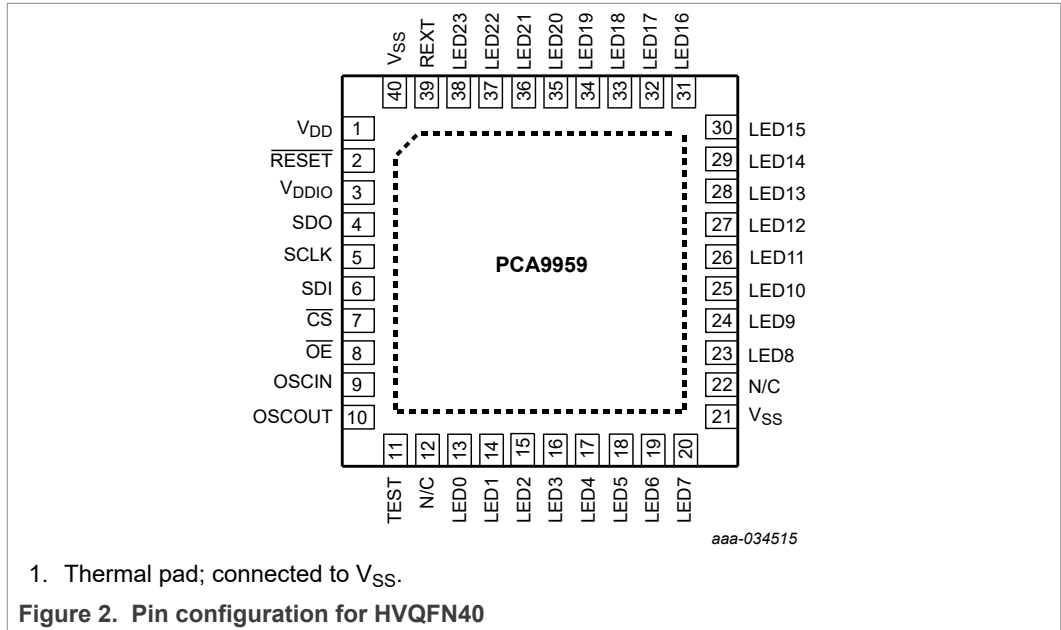 VSS REXT LED23 LED22 LED21 LED20 LED19 LED18 LED17 LED16
40 39 38 37 36 35 34 33 32 31
VDD 1 30 LED15
RESET 2 29 LED14
VDDIO 3 28 LED13
SDO 4 27 LED12
SCLK 5 26 LED11
PCA9959
SDI 6 25 LED10
CS 7 24 LED9
OE 8 23 LED8
OSCIN 9 22 N/C
OSCOUT 10 21 VSS
11 12 13 14 15 16 17 18 19 20
TEST N/C LED0 LED1 LED2 LED3 LED4 LED5 LED6 LED7
aaa-034515
1. Thermal pad; connected to VSS.
Figure 2. Pin configuration for HVQFN40